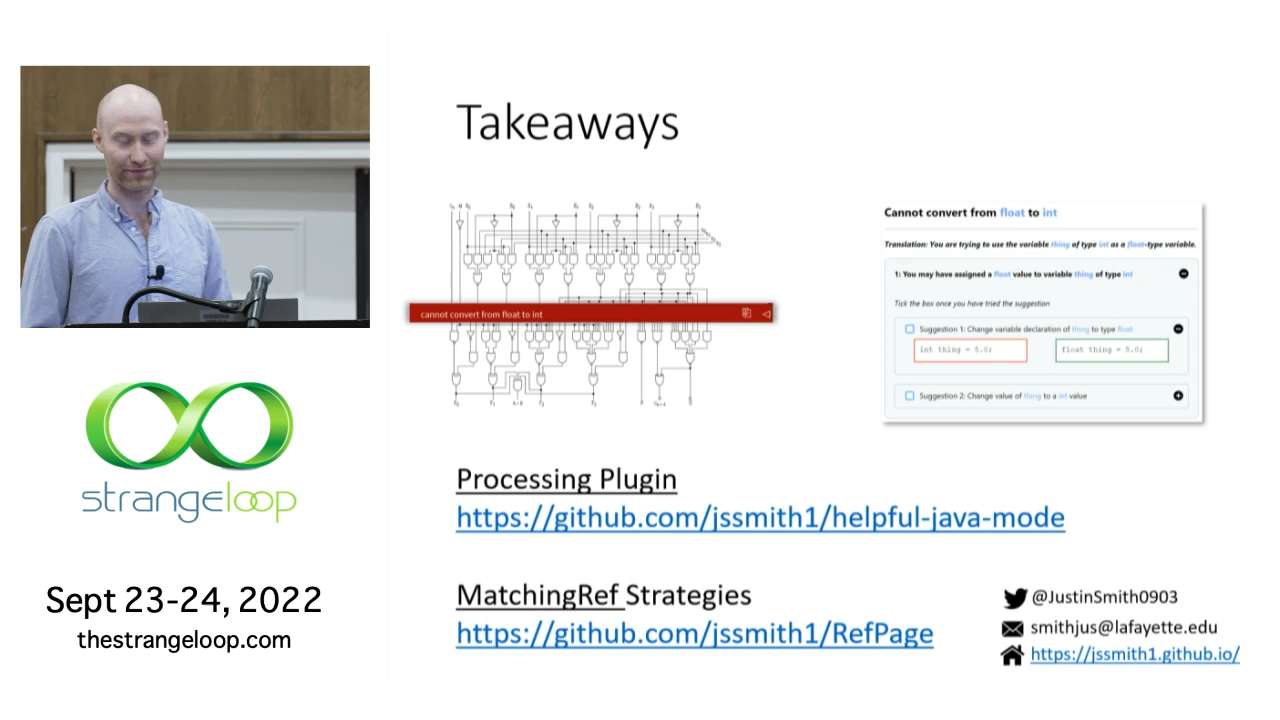 Takeaways
cannot convert from float to int
Cannot convert from float to int
Translation: You are trying to use the variable thing of type int as a float-type variable.
1: You may have assigned a float value to variable thing of type int
Tick the box once you have tried the suggestion
Suggestion 1: Change variable declaration of thing to type float
int thing = 5.0;
float thing = 5.0;
Suggestion 2: Change value of thing to a int value
Processing Plugin
https://github.com/jssmith1/helpful-java-mode
MatchingRef Strategies
https://github.com/jssmith1/RefPage
@JustinSmith0903
smithjus@lafayette.edu
https://jssmith1.github.io/
strangeloop
Sept 23-24, 2022
thestrangeloop.com